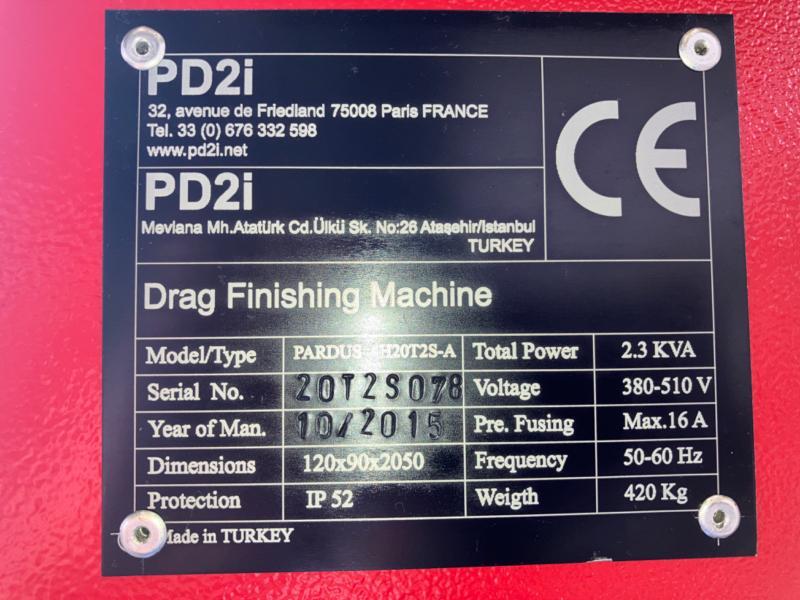 PD2i
32, avenue de Friedland 75008 Paris FRANCE
Tel. 33 (0) 676 332 598
www.pd2i.net
PD2i
Mevlana Mh.Atatürk Cd.Ülkü Sk. No:26 Ataşehir/Istanbul
TURKEY
CE
Drag Finishing Machine
Model/Type PARDUS-4H20T2S-A Total Power 2.3 KVA
Serial No. 20T2S078 Voltage 380-510 V
Year of Man. 10/2015 Pre. Fusing Max.16 A
Dimensions 120x90x2050 Frequency 50-60 Hz
Protection IP 52 Weigth 420 Kg
Made in TURKEY